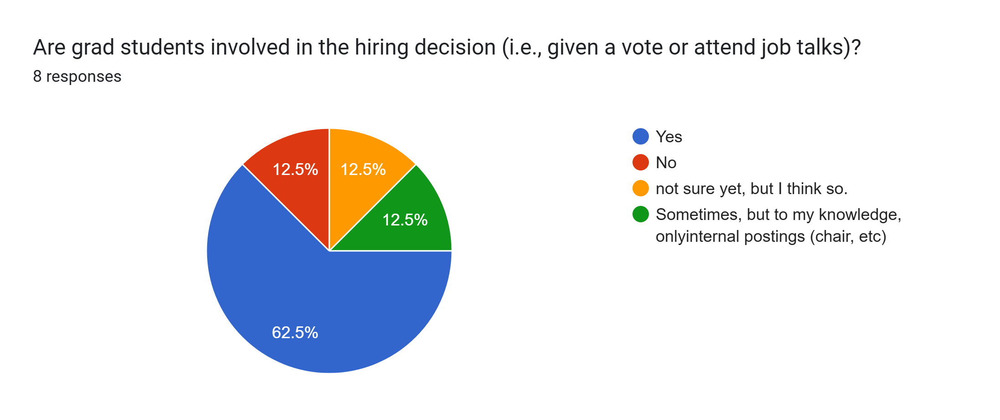 Are grad students involved in the hiring decision (i.e., given a vote or attend job talks)?
8 responses
12.5%
12.5%
12.5%
62.5%
Yes
No
not sure yet, but I think so.
Sometimes, but to my knowledge,
onlyinternal postings (chair, etc)